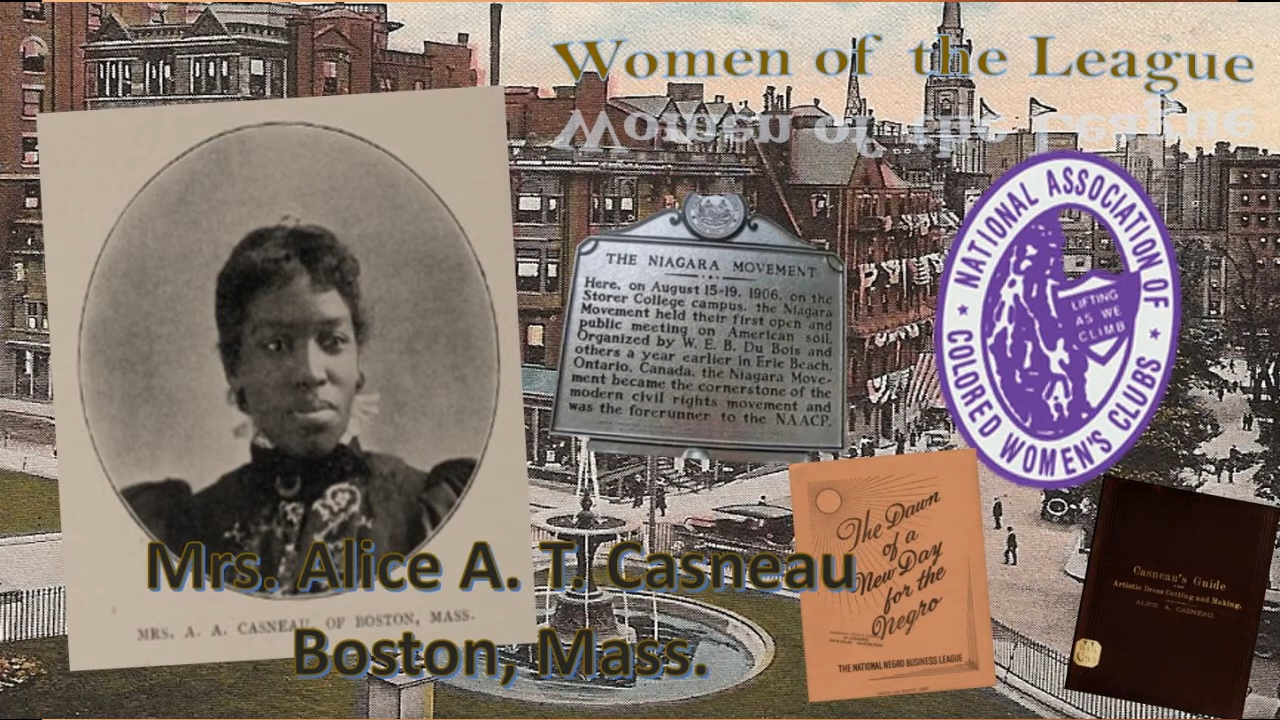 Women of the League
THE NIAGARA MOVEMENT
Here, on August 15-19, 1906, on the
Storer College campus, the Niagara
Movement held their first open and
public meeting on American soil.
Organized by W. E. B. Du Bois and
others a year earlier in Erie Beach,
Ontario, Canada, the Niagara Move-
ment became the cornerstone of the
modern civil rights movement and
was the forerunner to the NAACP.
NATIONAL ASSOCIATION OF
COLORED WOMEN'S CLUBS
LIFTING
AS WE
CLIMB
The Dawn
of a
New Day
for the
Negro
THE NATIONAL NEGRO BUSINESS LEAGUE
Casneau's Guide
FOR
Artistic Dress Cutting and Making.
ALICE A. CASNEAU.
MRS. A. A. CASNEAU, OF BOSTON, MASS.
Mrs. Alice A. T. Casneau
Boston, Mass.